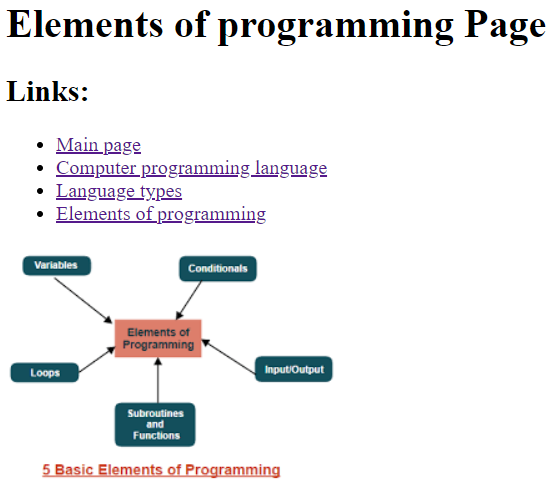 Elements of programming Page
Links:
Main page
Computer programming language
Language types
Elements of programming
Variables
Conditionals
Elements of
Programming
Loops
Input/Output
Subroutines
and
Functions
5 Basic Elements of Programming